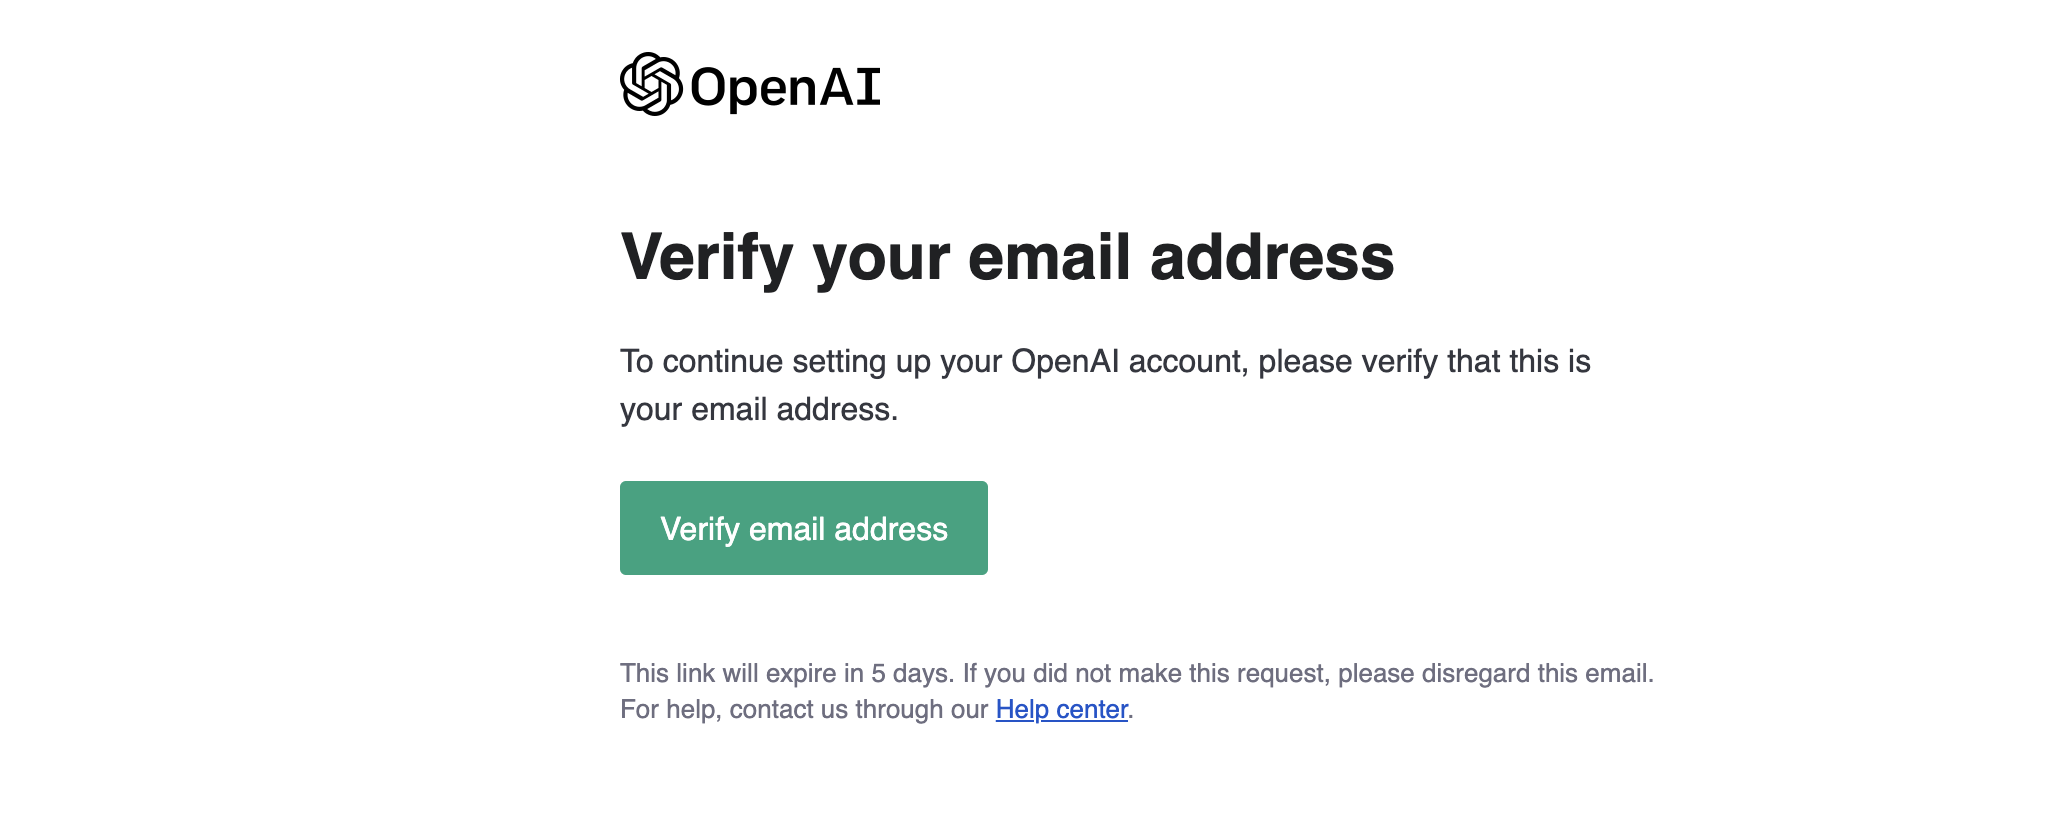 OpenAI
Verify your email address
To continue setting up your OpenAI account, please verify that this is
your email address.
Verify email address
This link will expire in 5 days. If you did not make this request, please disregard this email.
For help, contact us through our Help center.